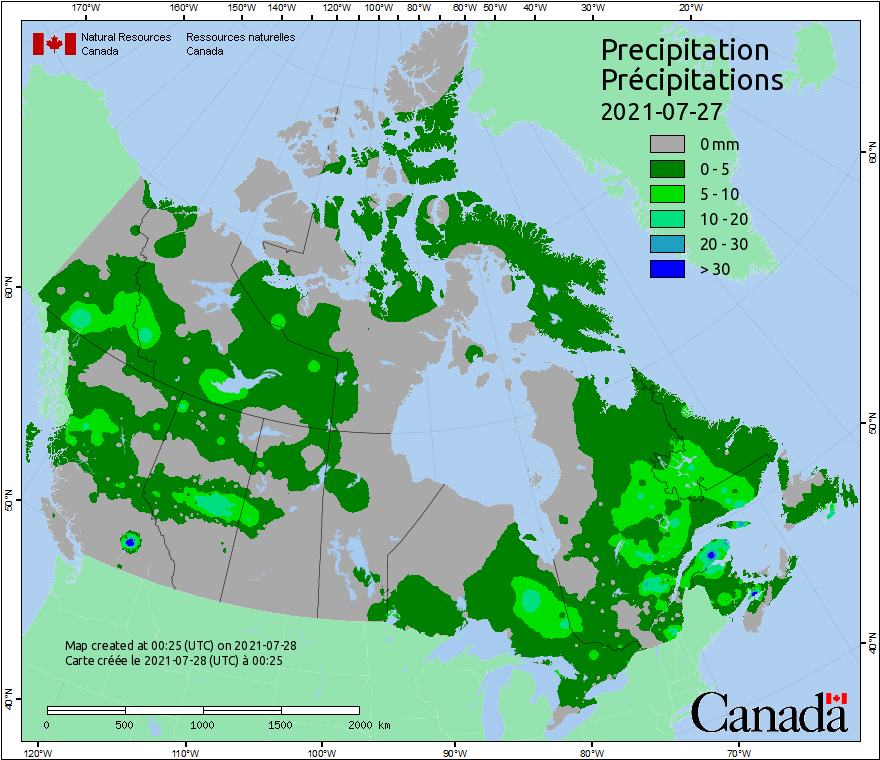 170°W 160°W 150°W 140°W 130°W 120°W 110°W 100°W 90°W 80°W 60°W 50°W 40°W 30°W 20°W
Natural Resources Ressources naturelles
Canada Canada
Precipitation
Précipitations
2021-07-27
0 mm
0 - 5
5 - 10
10 - 20
20 - 30
> 30
60°N
50°N
40°N
60°N
50°N
40°N
Map created at 00:25 (UTC) on 2021-07-28
Carte créée le 2021-07-28 (UTC) à 00:25
0 500 1000 1500 2000 km
Canada
120°W 110°W 100°W 90°W 80°W 70°W